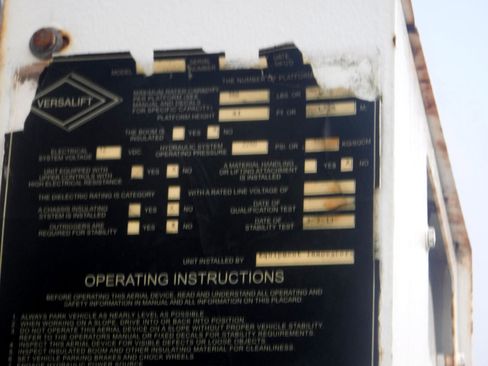 MODEL
SERIAL NUMBER
DATE
VERSALIFT
THE NUMBER OF PLATFORM
MAXIMUM RATED CAPACITY
PER PLATFORM (SEE
MANUAL AND DECALS
FOR SPECIFIC CAPACITY)
LBS OR
PLATFORM HEIGHT
FT OR M.
THE BOOM IS INSULATED YES NO
ELECTRICAL SYSTEM VOLTAGE VDC HYDRAULIC SYSTEM OPERATING PRESSURE PSI OR KG/SQCM
UNIT EQUIPPED WITH UPPER CONTROLS WITH HIGH ELECTRICAL RESISTANCE YES NO
A MATERIAL HANDLING OR LIFTING ATTACHMENT IS INSTALLED YES NO
THE DIELECTRIC RATING IS CATEGORY WITH A RATED LINE VOLTAGE OF
A CHASSIS INSULATING SYSTEM IS INSTALLED YES NO
DATE OF QUALIFICATION TEST
OUTRIGGERS ARE REQUIRED FOR STABILITY YES NO
DATE OF STABILITY TEST
UNIT INSTALLED BY Equipment Innovators
OPERATING INSTRUCTIONS
BEFORE OPERATING THIS AERIAL DEVICE, READ AND UNDERSTAND ALL OPERATING AND
SAFETY INFORMATION IN MANUAL AND ON THIS PLACARD
1. ALWAYS PARK VEHICLE AS NEARLY LEVEL AS POSSIBLE.
2. WHEN WORKING ON A SLOPE, DRIVE INTO OR BACK INTO POSITION.
3. DO NOT OPERATE THIS AERIAL DEVICE ON A SLOPE WITHOUT PROPER VEHICLE STABILITY.
REFER TO THE OPERATORS MANUAL OR FIXED DECALS FOR STABILITY REQUIREMENTS.
4. INSPECT THIS AERIAL DEVICE FOR VISIBLE DEFECTS OR LOOSE OBJECTS.
5. INSPECT INSULATED BOOM AND OTHER INSULATING MATERIAL FOR CLEANLINESS.
6. SET VEHICLE PARKING BRAKES AND CHOCK WHEELS.
ENGAGE HYDRAULIC POWER SOURCE